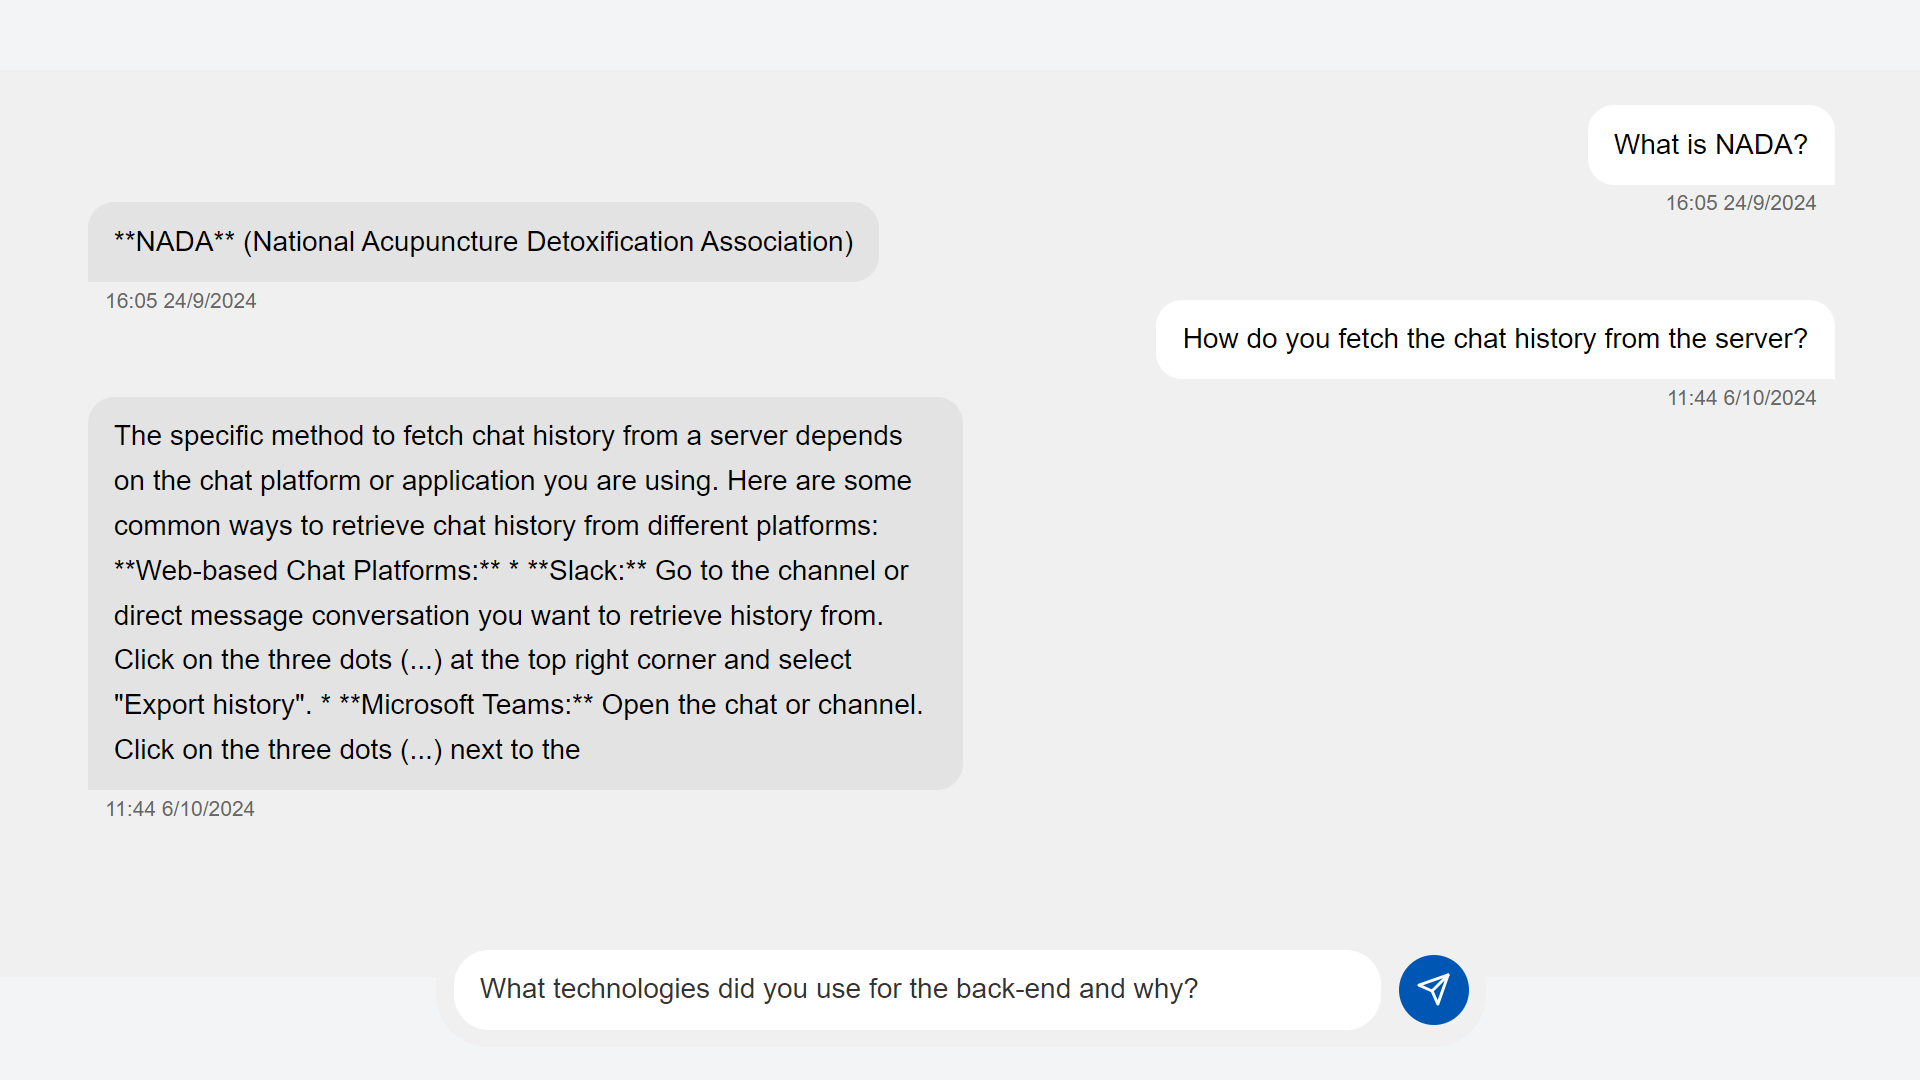 What is NADA?
16:05 24/9/2024
**NADA** (National Acupuncture Detoxification Association)
16:05 24/9/2024
How do you fetch the chat history from the server?
11:44 6/10/2024
The specific method to fetch chat history from a server depends
on the chat platform or application you are using. Here are some
common ways to retrieve chat history from different platforms:
**Web-based Chat Platforms:** * **Slack:** Go to the channel or
direct message conversation you want to retrieve history from.
Click on the three dots (...) at the top right corner and select
"Export history". * **Microsoft Teams:** Open the chat or channel.
Click on the three dots (...) next to the
11:44 6/10/2024
What technologies did you use for the back-end and why?